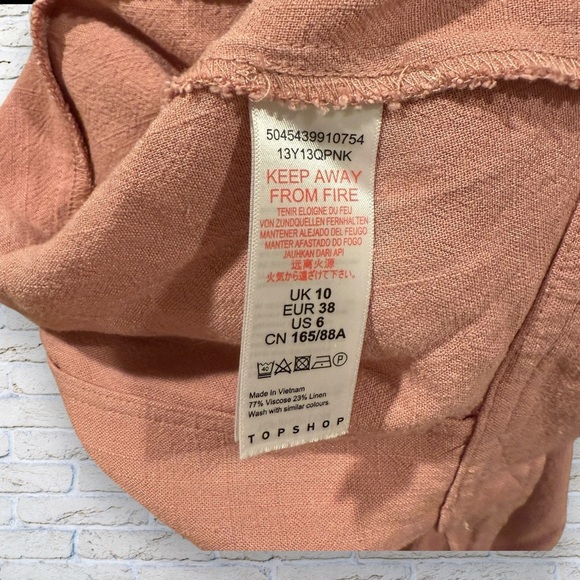 5045439910754
13Y13QPNK
KEEP AWAY
FROM FIRE
TENIR ELOIGNE DU FEU
VON ZUNDQUELLEN FERNHALTEN
MANTENER ALEJADO DEL FEUGO
MANTER AFASTADO DO FOGO
JAUHKAN DARI API
远离火源
火気から遠ざけて下さい。
UK 10
EUR 38
US 6
CN 165/88A
40 P
Made in Vietnam
77% Viscose 23% Linen
Wash with similar colours.
TOPSHOP